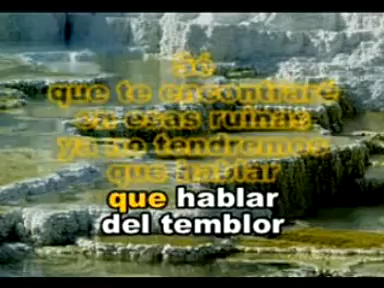 Sé
que te encontraré
en esas ruinas
ya no tendremos
que hablar
que hablar
del temblor